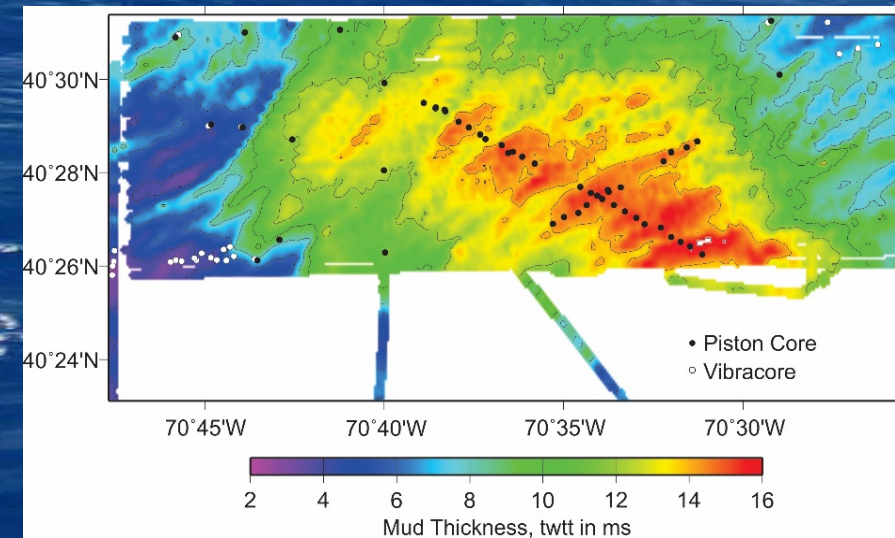 40˚30'N
40˚28'N
40˚26'N
40˚24'N
Piston Core
Vibracore
70˚45'W 70˚40'W 70˚35'W 70˚30'W
2 4 6 8 10 12 14 16
Mud Thickness, twtt in ms